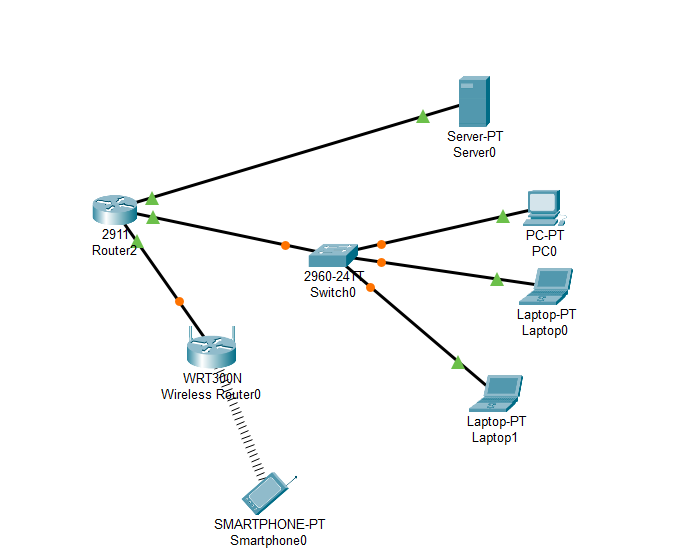 Server-PT
Server0
2911
Router2
PC-PT
PC0
2960-24TT
Switch0
Laptop-PT
Laptop0
WRT300N
Wireless Router0
Laptop-PT
Laptop1
SMARTPHONE-PT
Smartphone0